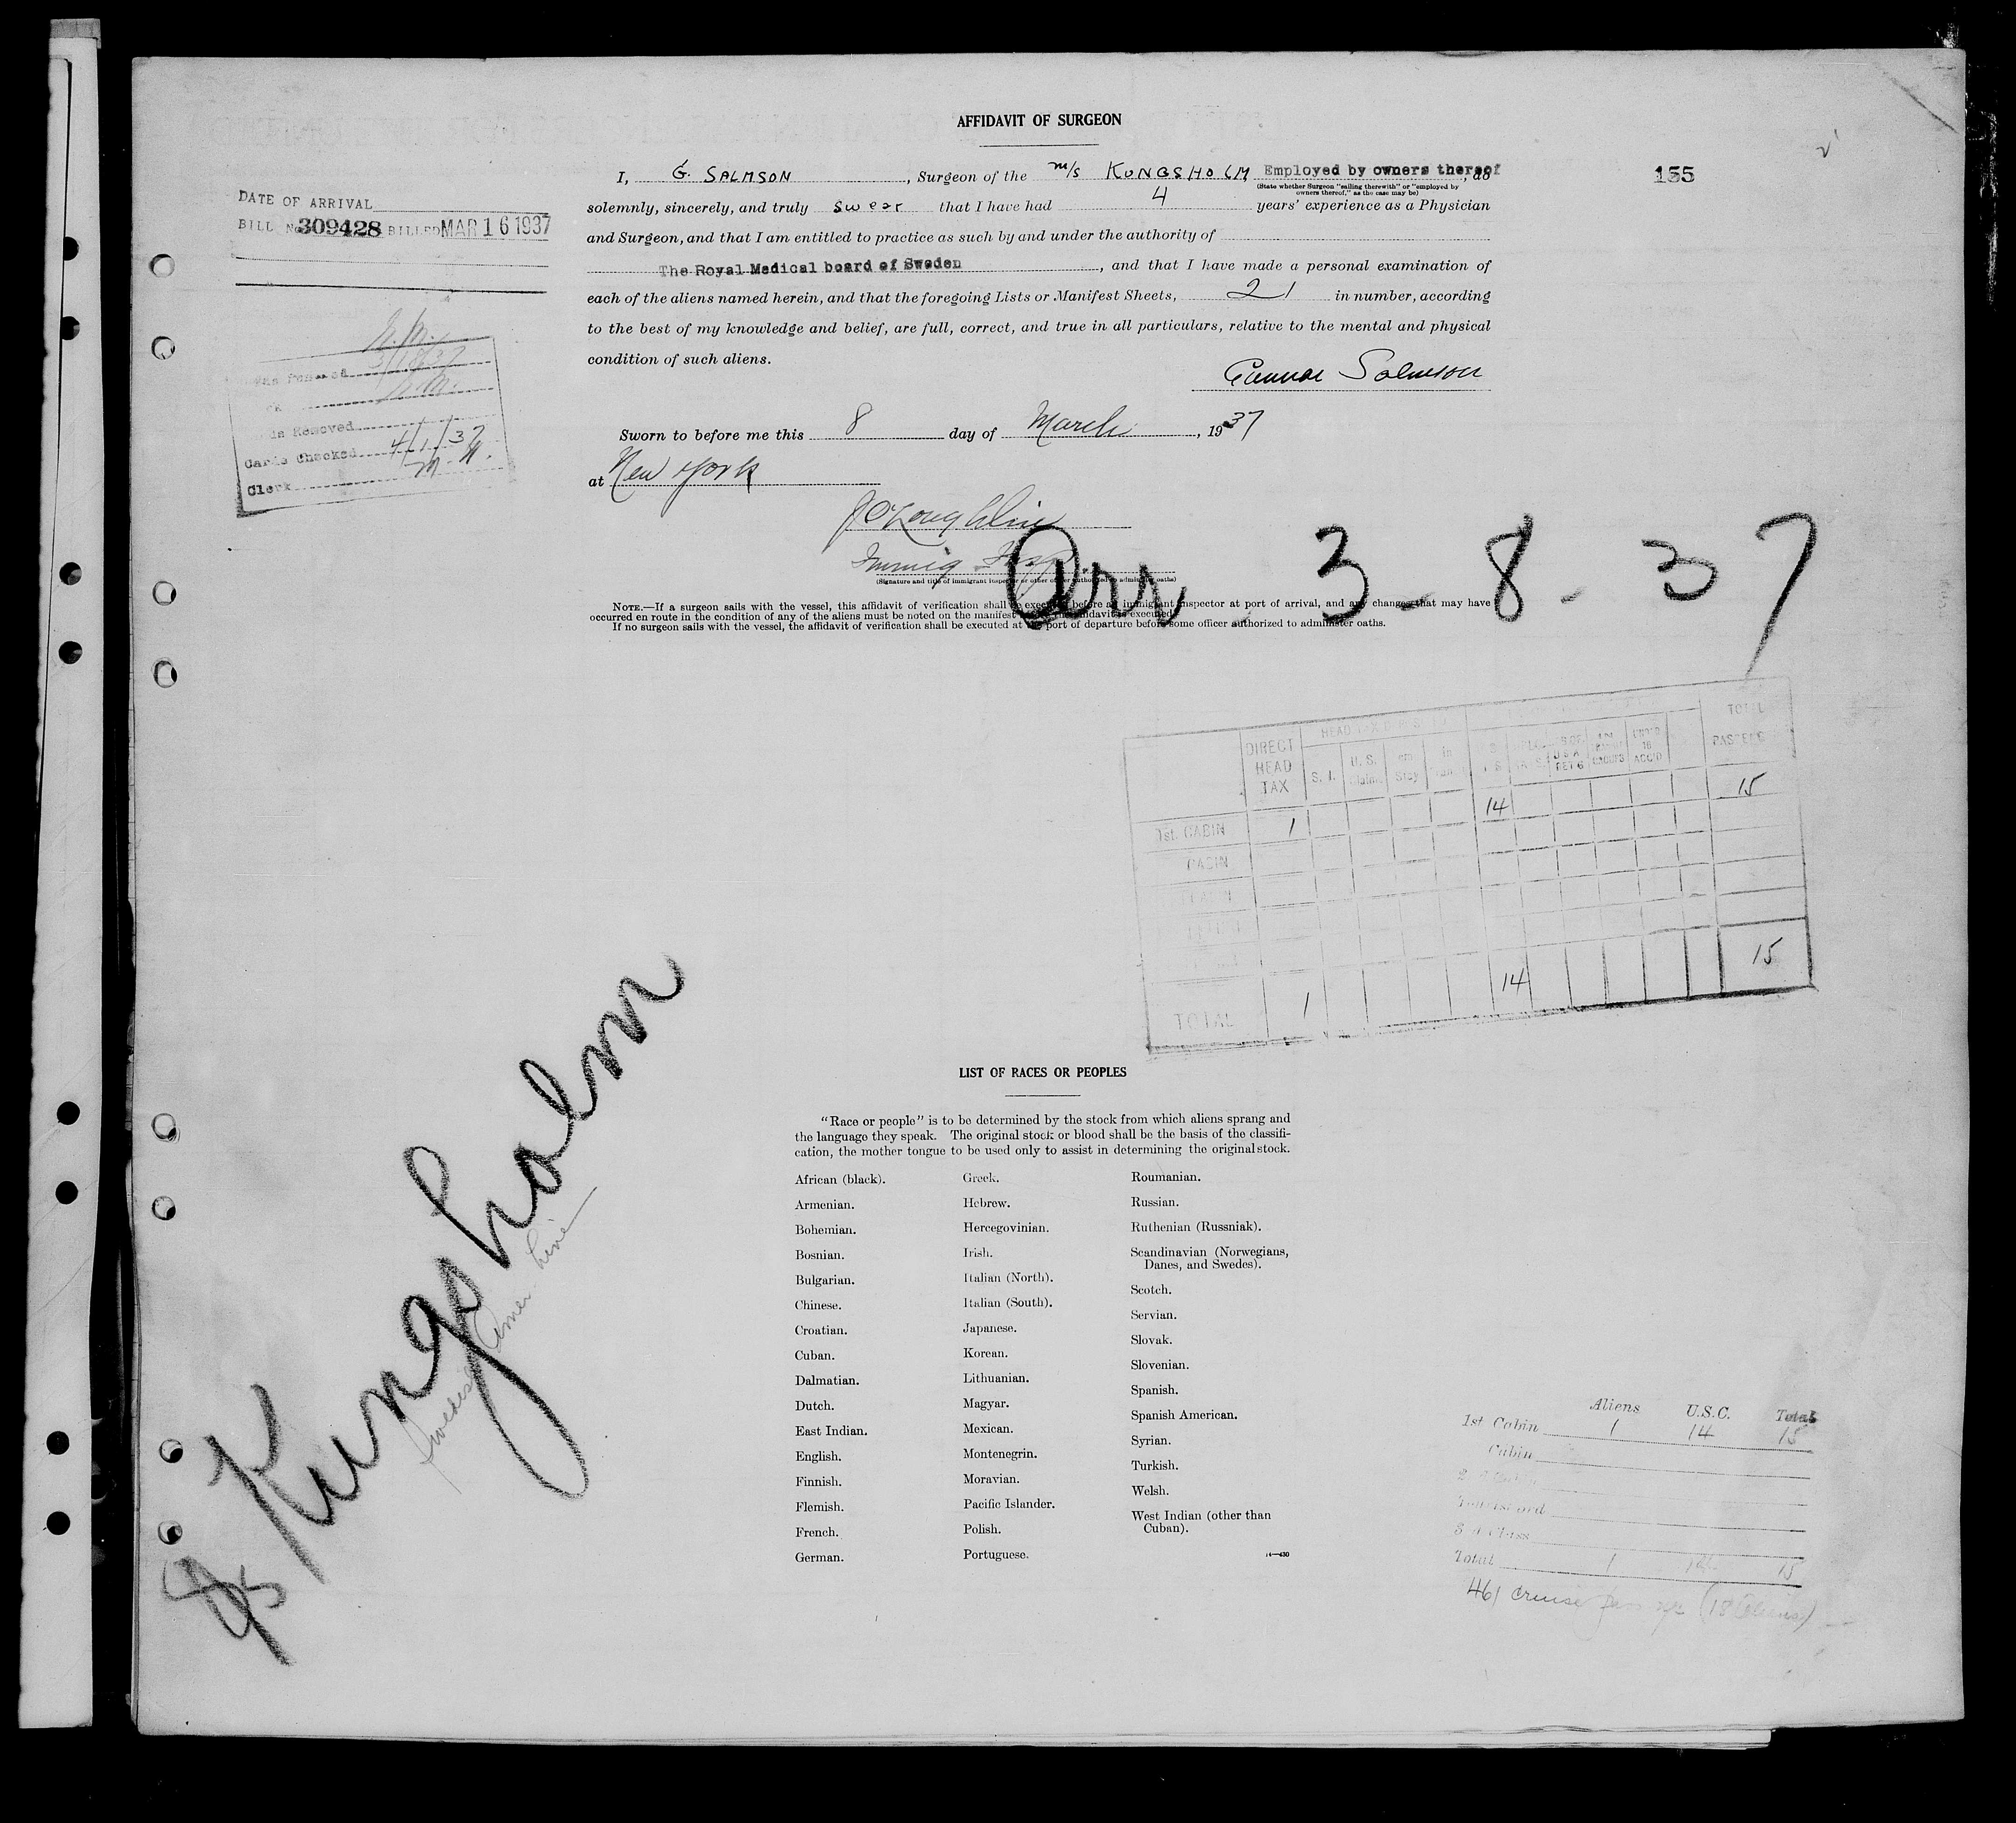 AFFIDAVIT OF SURGEON
155
I, G. SALMSON, Surgeon of the m/s KUNGSHOLM Employed by owners thereof, do
(State whether Surgeon "sailing therewith" or "employed by
owners thereof," as the case may be)
solemnly, sincerely, and truly swear that I have had 4 years' experience as a Physician
and Surgeon, and that I am entitled to practice as such by and under the authority of
The Royal Medical board of Sweden, and that I have made a personal examination of
each of the aliens named herein, and that the foregoing Lists or Manifest Sheets, 21 in number, according
to the best of my knowledge and belief, are full, correct, and true in all particulars, relative to the mental and physical
condition of such aliens.
Gunnar Salmson
Sworn to before me this 8 day of March, 1937
at New York
J O'Loughlin
Immig Insp.
(Signature and title of immigrant inspector or other officer authorized to administer oaths)
NOTE.—If a surgeon sails with the vessel, this affidavit of verification shall be executed before an immigrant inspector at port of arrival, and any changes that may have
occurred en route in the condition of any of the aliens must be noted on the manifest affidavit is executed.
If no surgeon sails with the vessel, the affidavit of verification shall be executed at the port of departure before some officer authorized to administer oaths.
DATE OF ARRIVAL
BILL No 309428 BILLED MAR 16 1937
Removed
Cards Checked 4/1/37
Clerk M.H.
Arr 3-8-37
DIRECT HEAD TAX
S. I.
U. S.
TOTAL
1st. CABIN 1 14 15
CABIN
TOTAL 1 14 15
Kungsholm
Swedish Amer Line
LIST OF RACES OR PEOPLES
"Race or people" is to be determined by the stock from which aliens sprang and
the language they speak. The original stock or blood shall be the basis of the classifi-
cation, the mother tongue to be used only to assist in determining the original stock.
African (black).
Armenian.
Bohemian.
Bosnian.
Bulgarian.
Chinese.
Croatian.
Cuban.
Dalmatian.
Dutch.
East Indian.
English.
Finnish.
Flemish.
French.
German.
Greek.
Hebrew.
Hercegovinian.
Irish.
Italian (North).
Italian (South).
Japanese.
Korean.
Lithuanian.
Magyar.
Mexican.
Montenegrin.
Moravian.
Pacific Islander.
Polish.
Portuguese.
Roumanian.
Russian.
Ruthenian (Russniak).
Scandinavian (Norwegians,
Danes, and Swedes).
Scotch.
Servian.
Slovak.
Slovenian.
Spanish.
Spanish American.
Syrian.
Turkish.
Welsh.
West Indian (other than
Cuban).
14—430
Aliens U.S.C. Total
1st Cabin 1 14 15
Cabin
Total 1 14 15
461 cruise (18 Aliens)